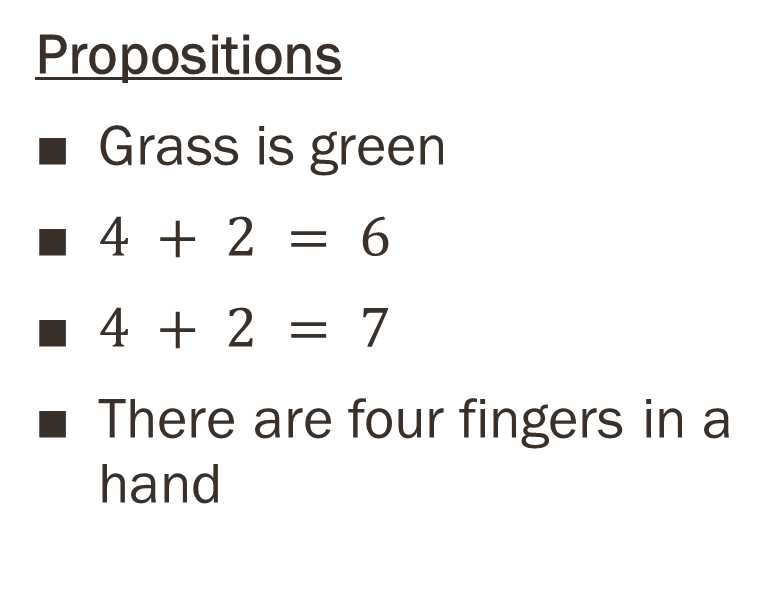 Propositions
■ Grass is green
■ 4 + 2 = 6
■ 4 + 2 = 7
■ There are four fingers in a
hand